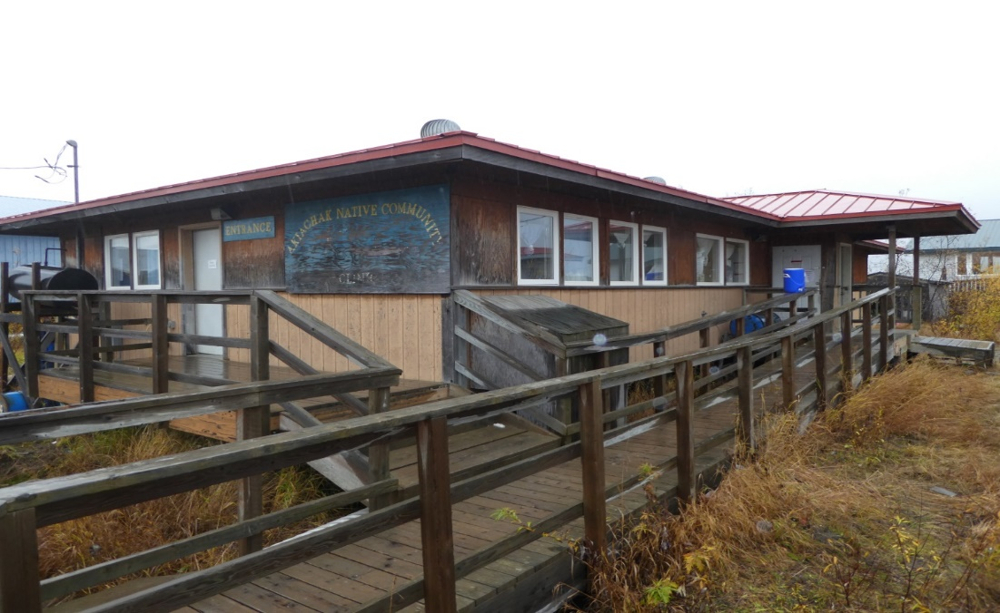 ENTRANCE
AKIACHAK NATIVE COMMUNITY
CLINIC